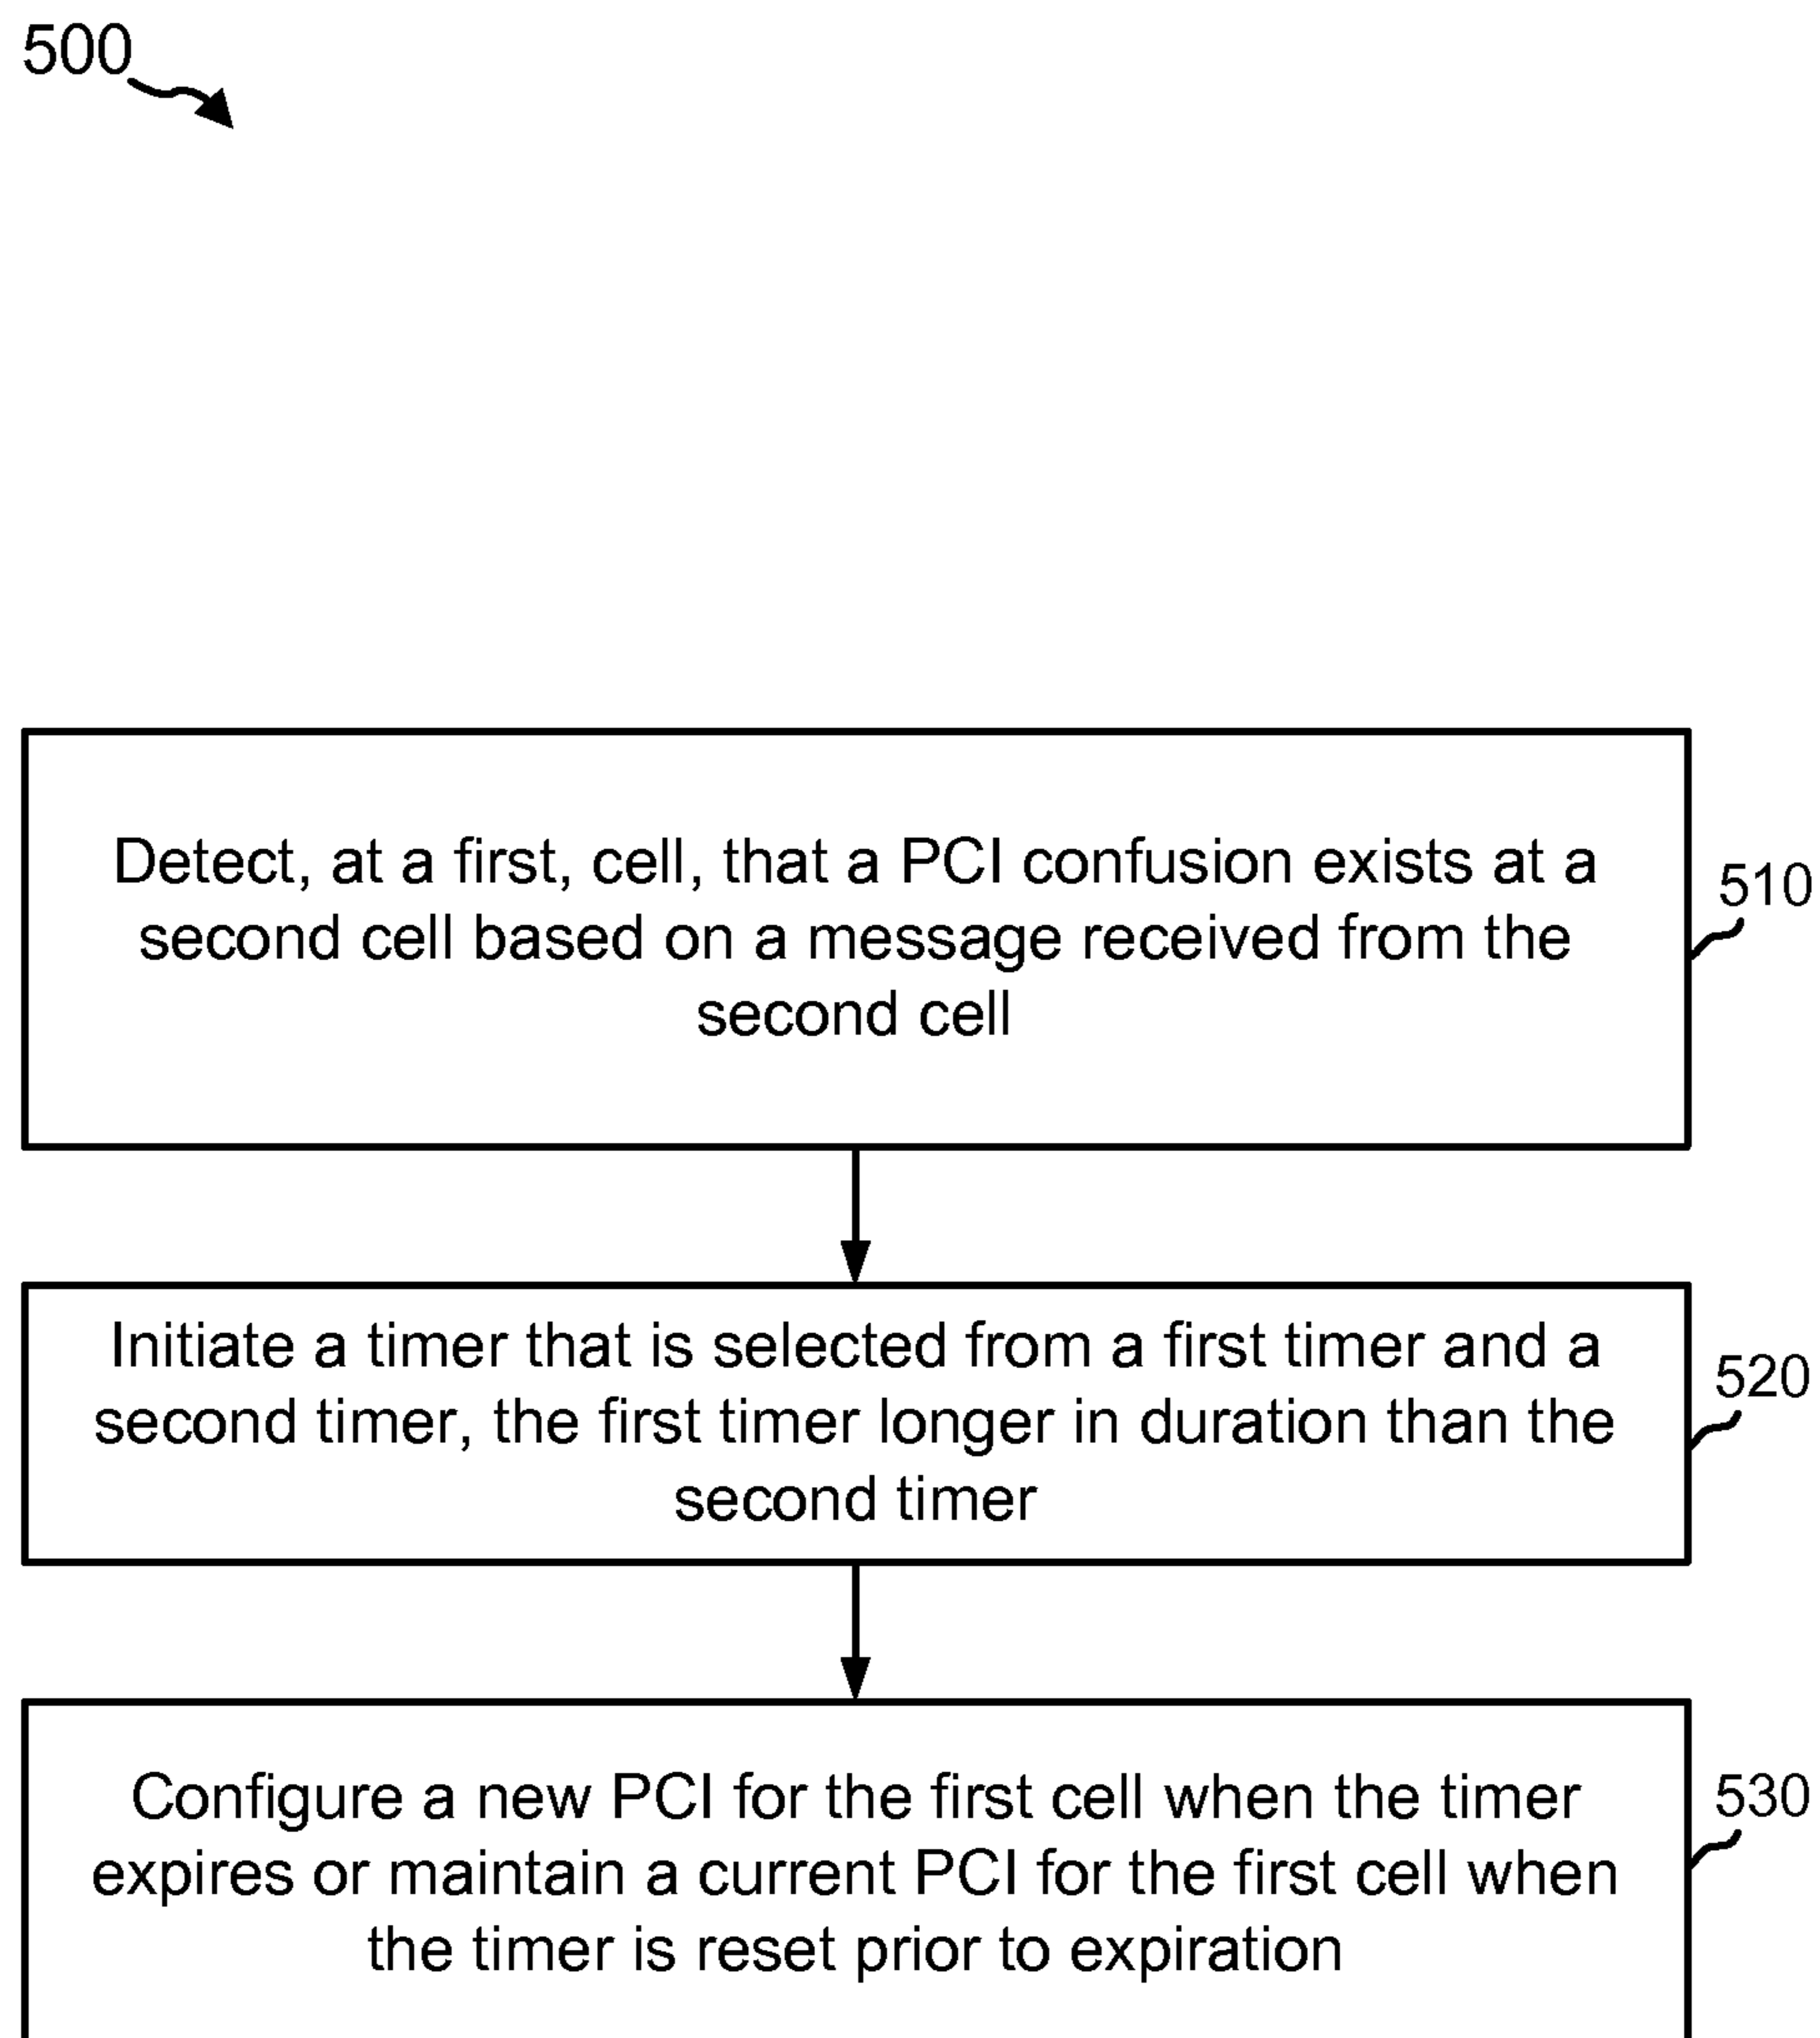 500
Detect, at a first, cell, that a PCI confusion exists at a
second cell based on a message received from the
second cell
510
Initiate a timer that is selected from a first timer and a
second timer, the first timer longer in duration than the
second timer
520
Configure a new PCI for the first cell when the timer
expires or maintain a current PCI for the first cell when
the timer is reset prior to expiration
530